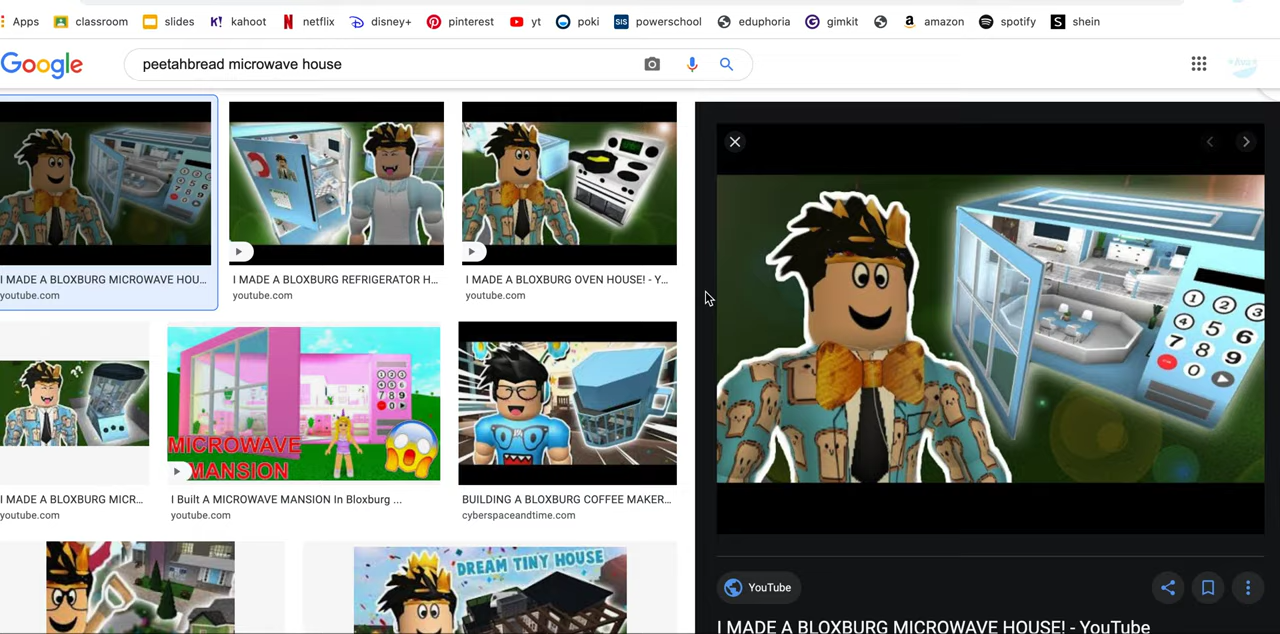 Apps classroom slides K! kahoot netflix disney+ pinterest yt poki SIS powerschool eduphoria G gimkit a amazon spotify S shein
Google peetahbread microwave house
I MADE A BLOXBURG MICROWAVE HOU...
youtube.com
I MADE A BLOXBURG REFRIGERATOR H...
youtube.com
I MADE A BLOXBURG OVEN HOUSE! - Y...
youtube.com
1 2 3
4 5 6
7 8 9
0
MICROWAVE
MANSION
I MADE A BLOXBURG MICR...
youtube.com
I Built A MICROWAVE MANSION In Bloxburg ...
youtube.com
BUILDING A BLOXBURG COFFEE MAKER...
cyberspaceandtime.com
DREAM TINY HOUSE
YouTube
I MADE A BLOXBURG MICROWAVE HOUSE! - YouTube